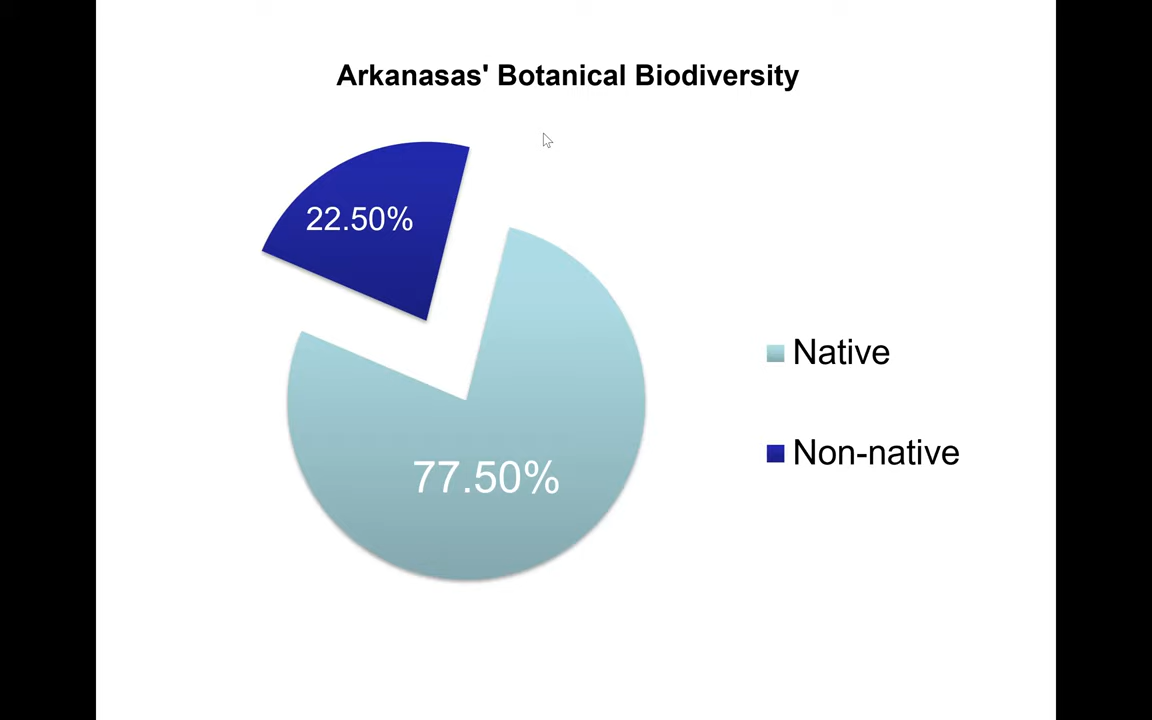 Arkanasas' Botanical Biodiversity
22.50%
77.50%
Native
Non-native